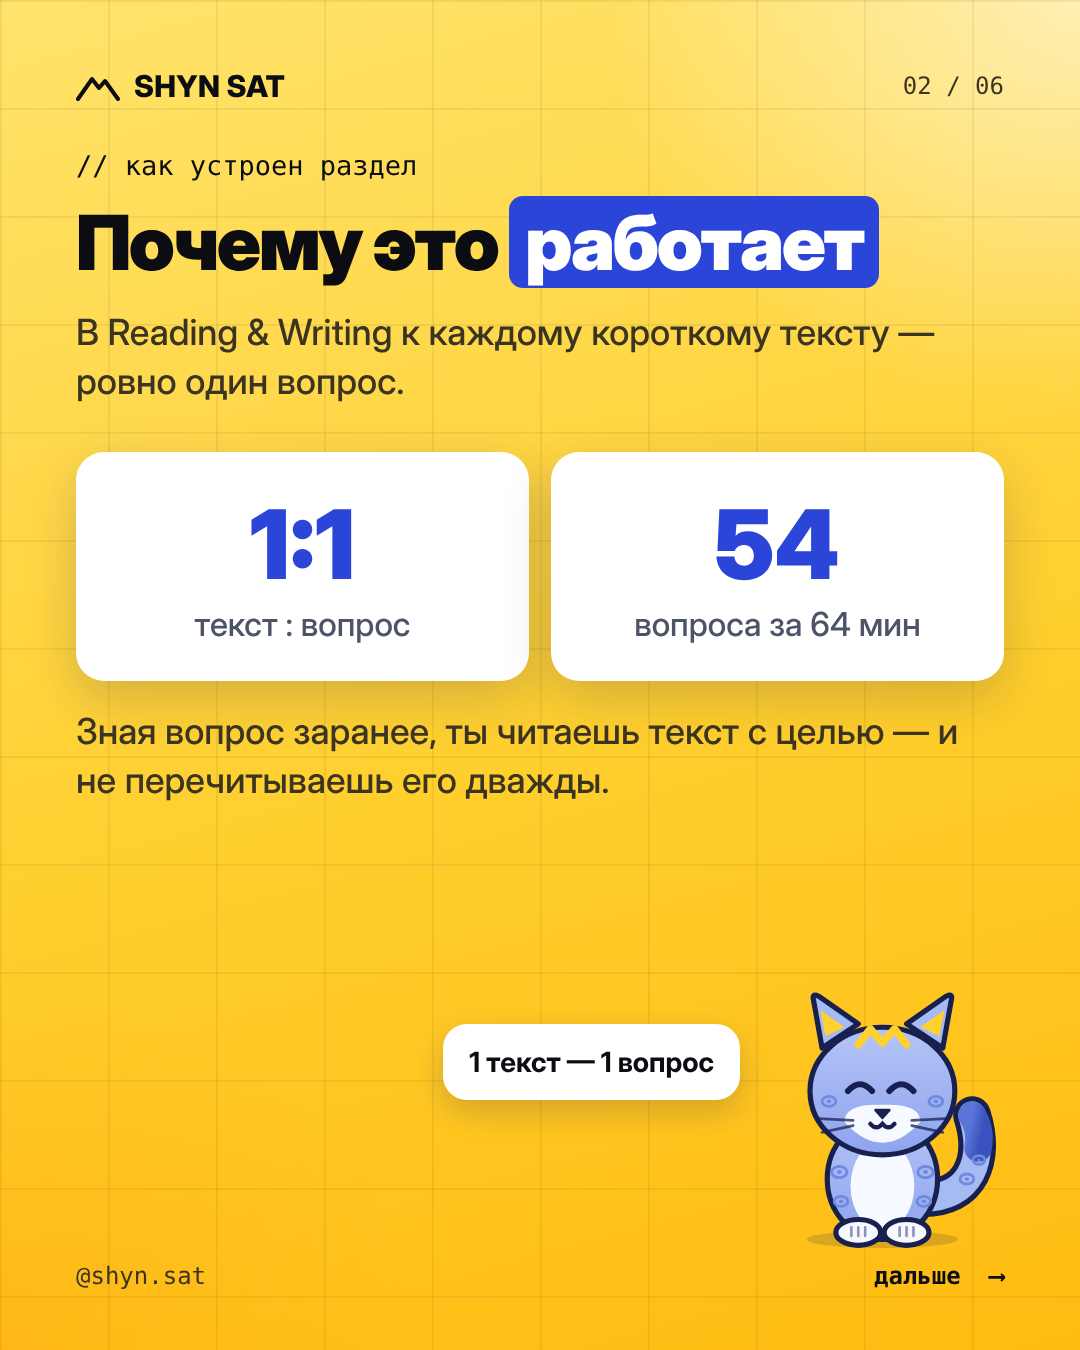 SHYN SAT
02 / 06
// как устроен раздел
Почему это работает
В Reading & Writing к каждому короткому тексту —
ровно один вопрос.
1:1
текст : вопрос
54
вопроса за 64 мин
Зная вопрос заранее, ты читаешь текст с целью — и
не перечитываешь его дважды.
1 текст — 1 вопрос
@shyn.sat
дальше →